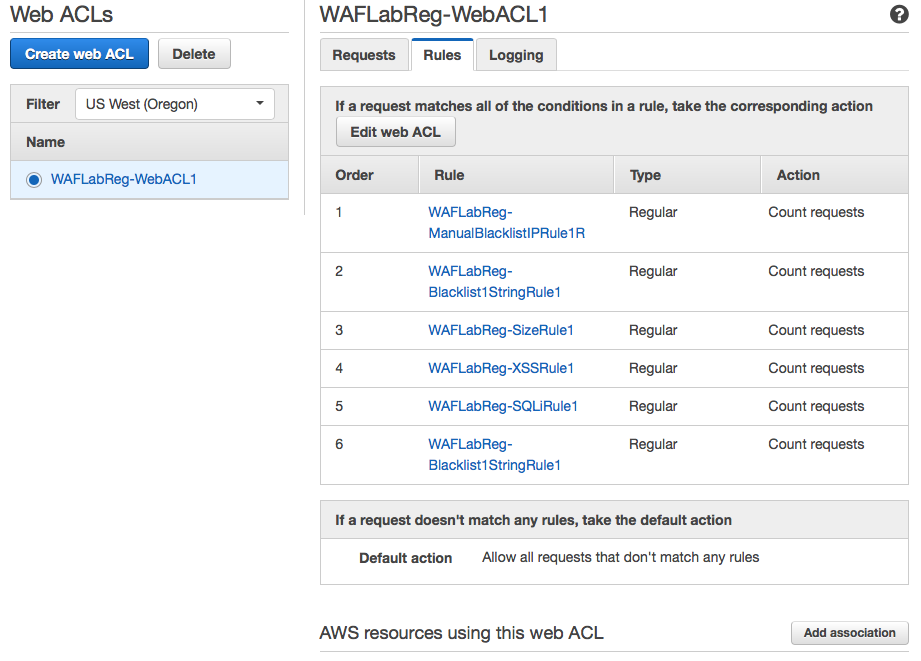 Web ACLs
Create web ACL
Delete
Filter
US West (Oregon)
Name
WAFLabReg-WebACL1
WAFLabReg-WebACL1
?
Requests
Rules
Logging
If a request matches all of the conditions in a rule, take the corresponding action
Edit web ACL
Order Rule Type Action
1 WAFLabReg- Regular Count requests
ManualBlacklistIPRule1R
2 WAFLabReg- Regular Count requests
Blacklist1StringRule1
3 WAFLabReg-SizeRule1 Regular Count requests
4 WAFLabReg-XSSRule1 Regular Count requests
5 WAFLabReg-SQLiRule1 Regular Count requests
6 WAFLabReg- Regular Count requests
Blacklist1StringRule1
If a request doesn't match any rules, take the default action
Default action Allow all requests that don't match any rules
AWS resources using this web ACL
Add association